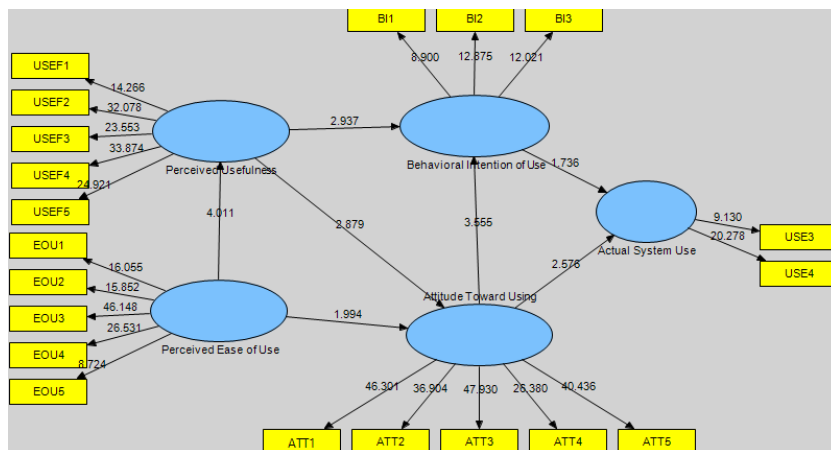 BI1
BI2
BI3
8.900
12.875
12.021
USEF1
14.266
USEF2
32.078
USEF3
23.553
USEF4
33.874
USEF5
24.921
Perceived Usefulness
2.937
Behavioral Intention of Use
1.736
4.011
2.879
3.555
2.576
Actual System Use
9.130
20.278
USE3
USE4
EOU1
16.055
EOU2
15.852
EOU3
46.148
EOU4
26.531
EOU5
8.724
Perceived Ease of Use
1.994
Attitude Toward Using
46.301
36.904
47.930
26.380
40.436
ATT1
ATT2
ATT3
ATT4
ATT5